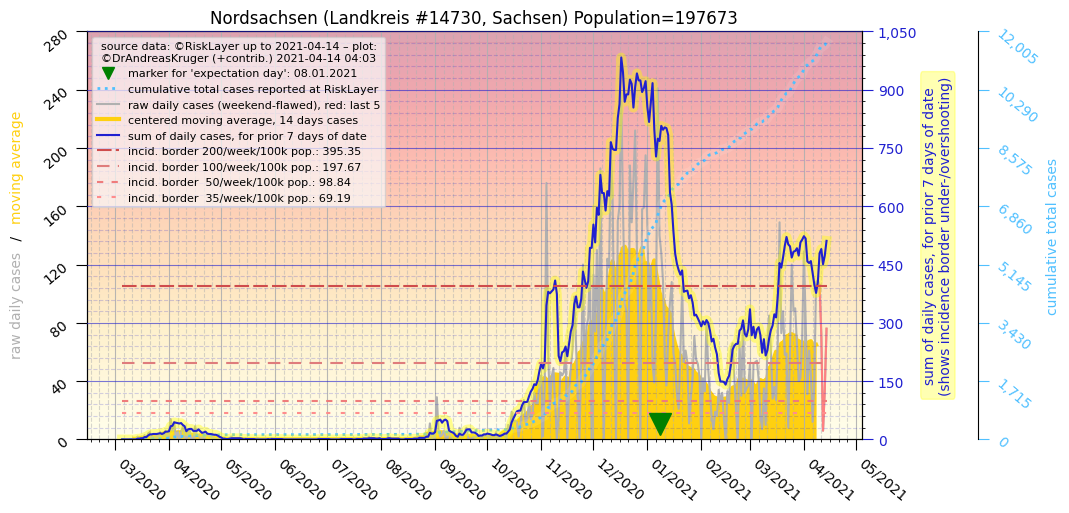 Nordsachsen (Landkreis #14730, Sachsen) Population=197673
source data: ©RiskLayer up to 2021-04-14 – plot:
©DrAndreasKruger (+contrib.) 2021-04-14 04:03
marker for 'expectation day': 08.01.2021
cumulative total cases reported at RiskLayer
raw daily cases (weekend-flawed), red: last 5
centered moving average, 14 days cases
sum of daily cases, for prior 7 days of date
incid. border 200/week/100k pop.: 395.35
incid. border 100/week/100k pop.: 197.67
incid. border  50/week/100k pop.: 98.84
incid. border  35/week/100k pop.: 69.19
raw daily cases / moving average
280
240
200
160
120
80
40
0
03/2020
04/2020
05/2020
06/2020
07/2020
08/2020
09/2020
10/2020
11/2020
12/2020
01/2021
02/2021
03/2021
04/2021
05/2021
1,050
900
750
600
450
300
150
0
sum of daily cases, for prior 7 days of date
(shows incidence border under-/overshooting)
12,005
10,290
8,575
6,860
5,145
3,430
1,715
0
cumulative total cases